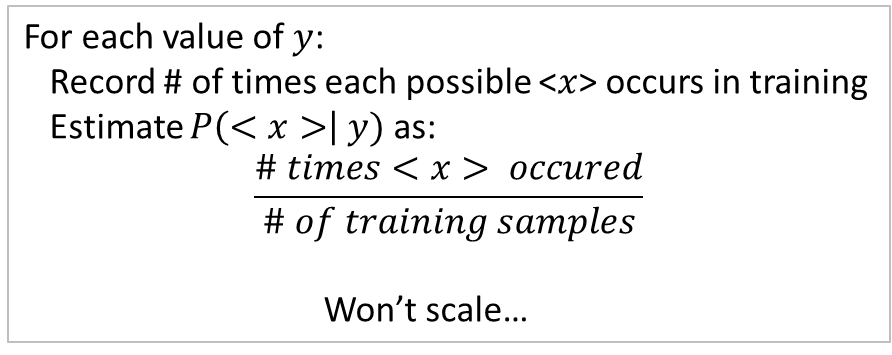 For each value of y:
Record # of times each possible <x> occurs in training
Estimate P(< x >| y) as:
# times < x > occured
# of training samples
Won't scale…